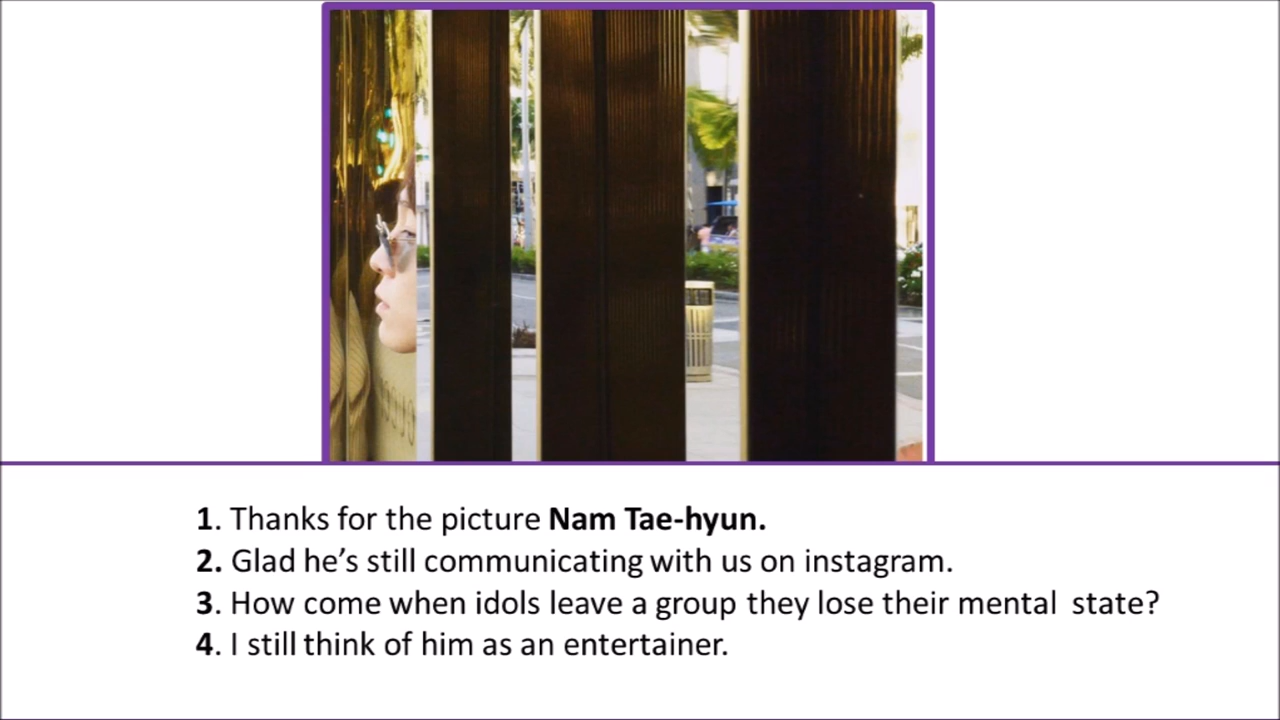 1. Thanks for the picture Nam Tae-hyun.
2. Glad he's still communicating with us on instagram.
3. How come when idols leave a group they lose their mental state?
4. I still think of him as an entertainer.